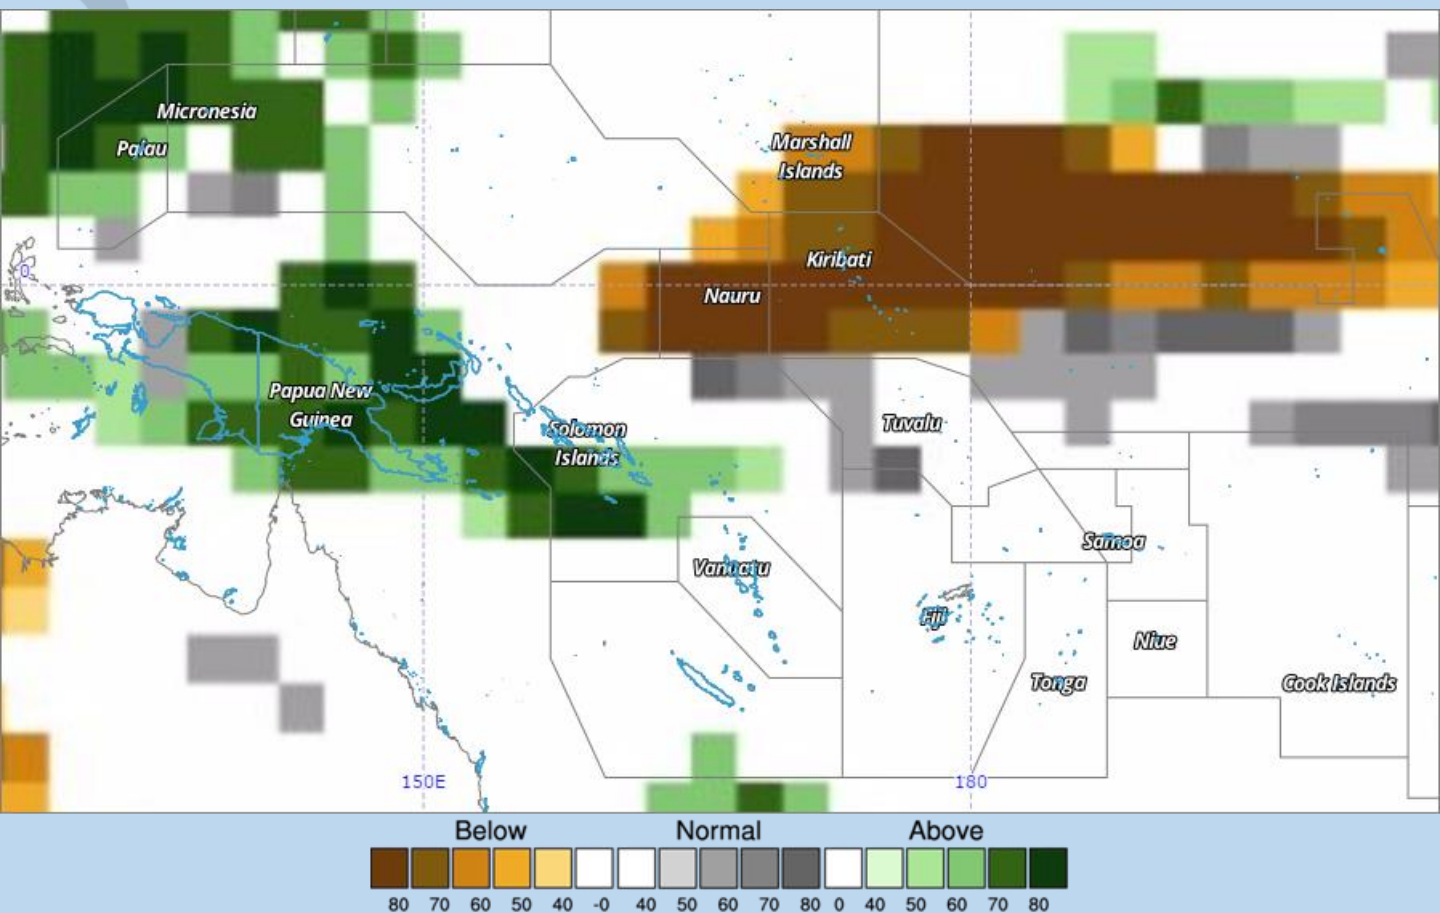 Micronesia
Palau
Marshall
Islands
Kiribati
0
Nauru
Papua New
Guinea
Solomon
Islands
Tuvalu
Samoa
Vanuatu
Fiji
Niue
Tonga
Cook Islands
150E
180
Below Normal Above
80 70 60 50 40 -0 40 50 60 70 80 0 40 50 60 70 80